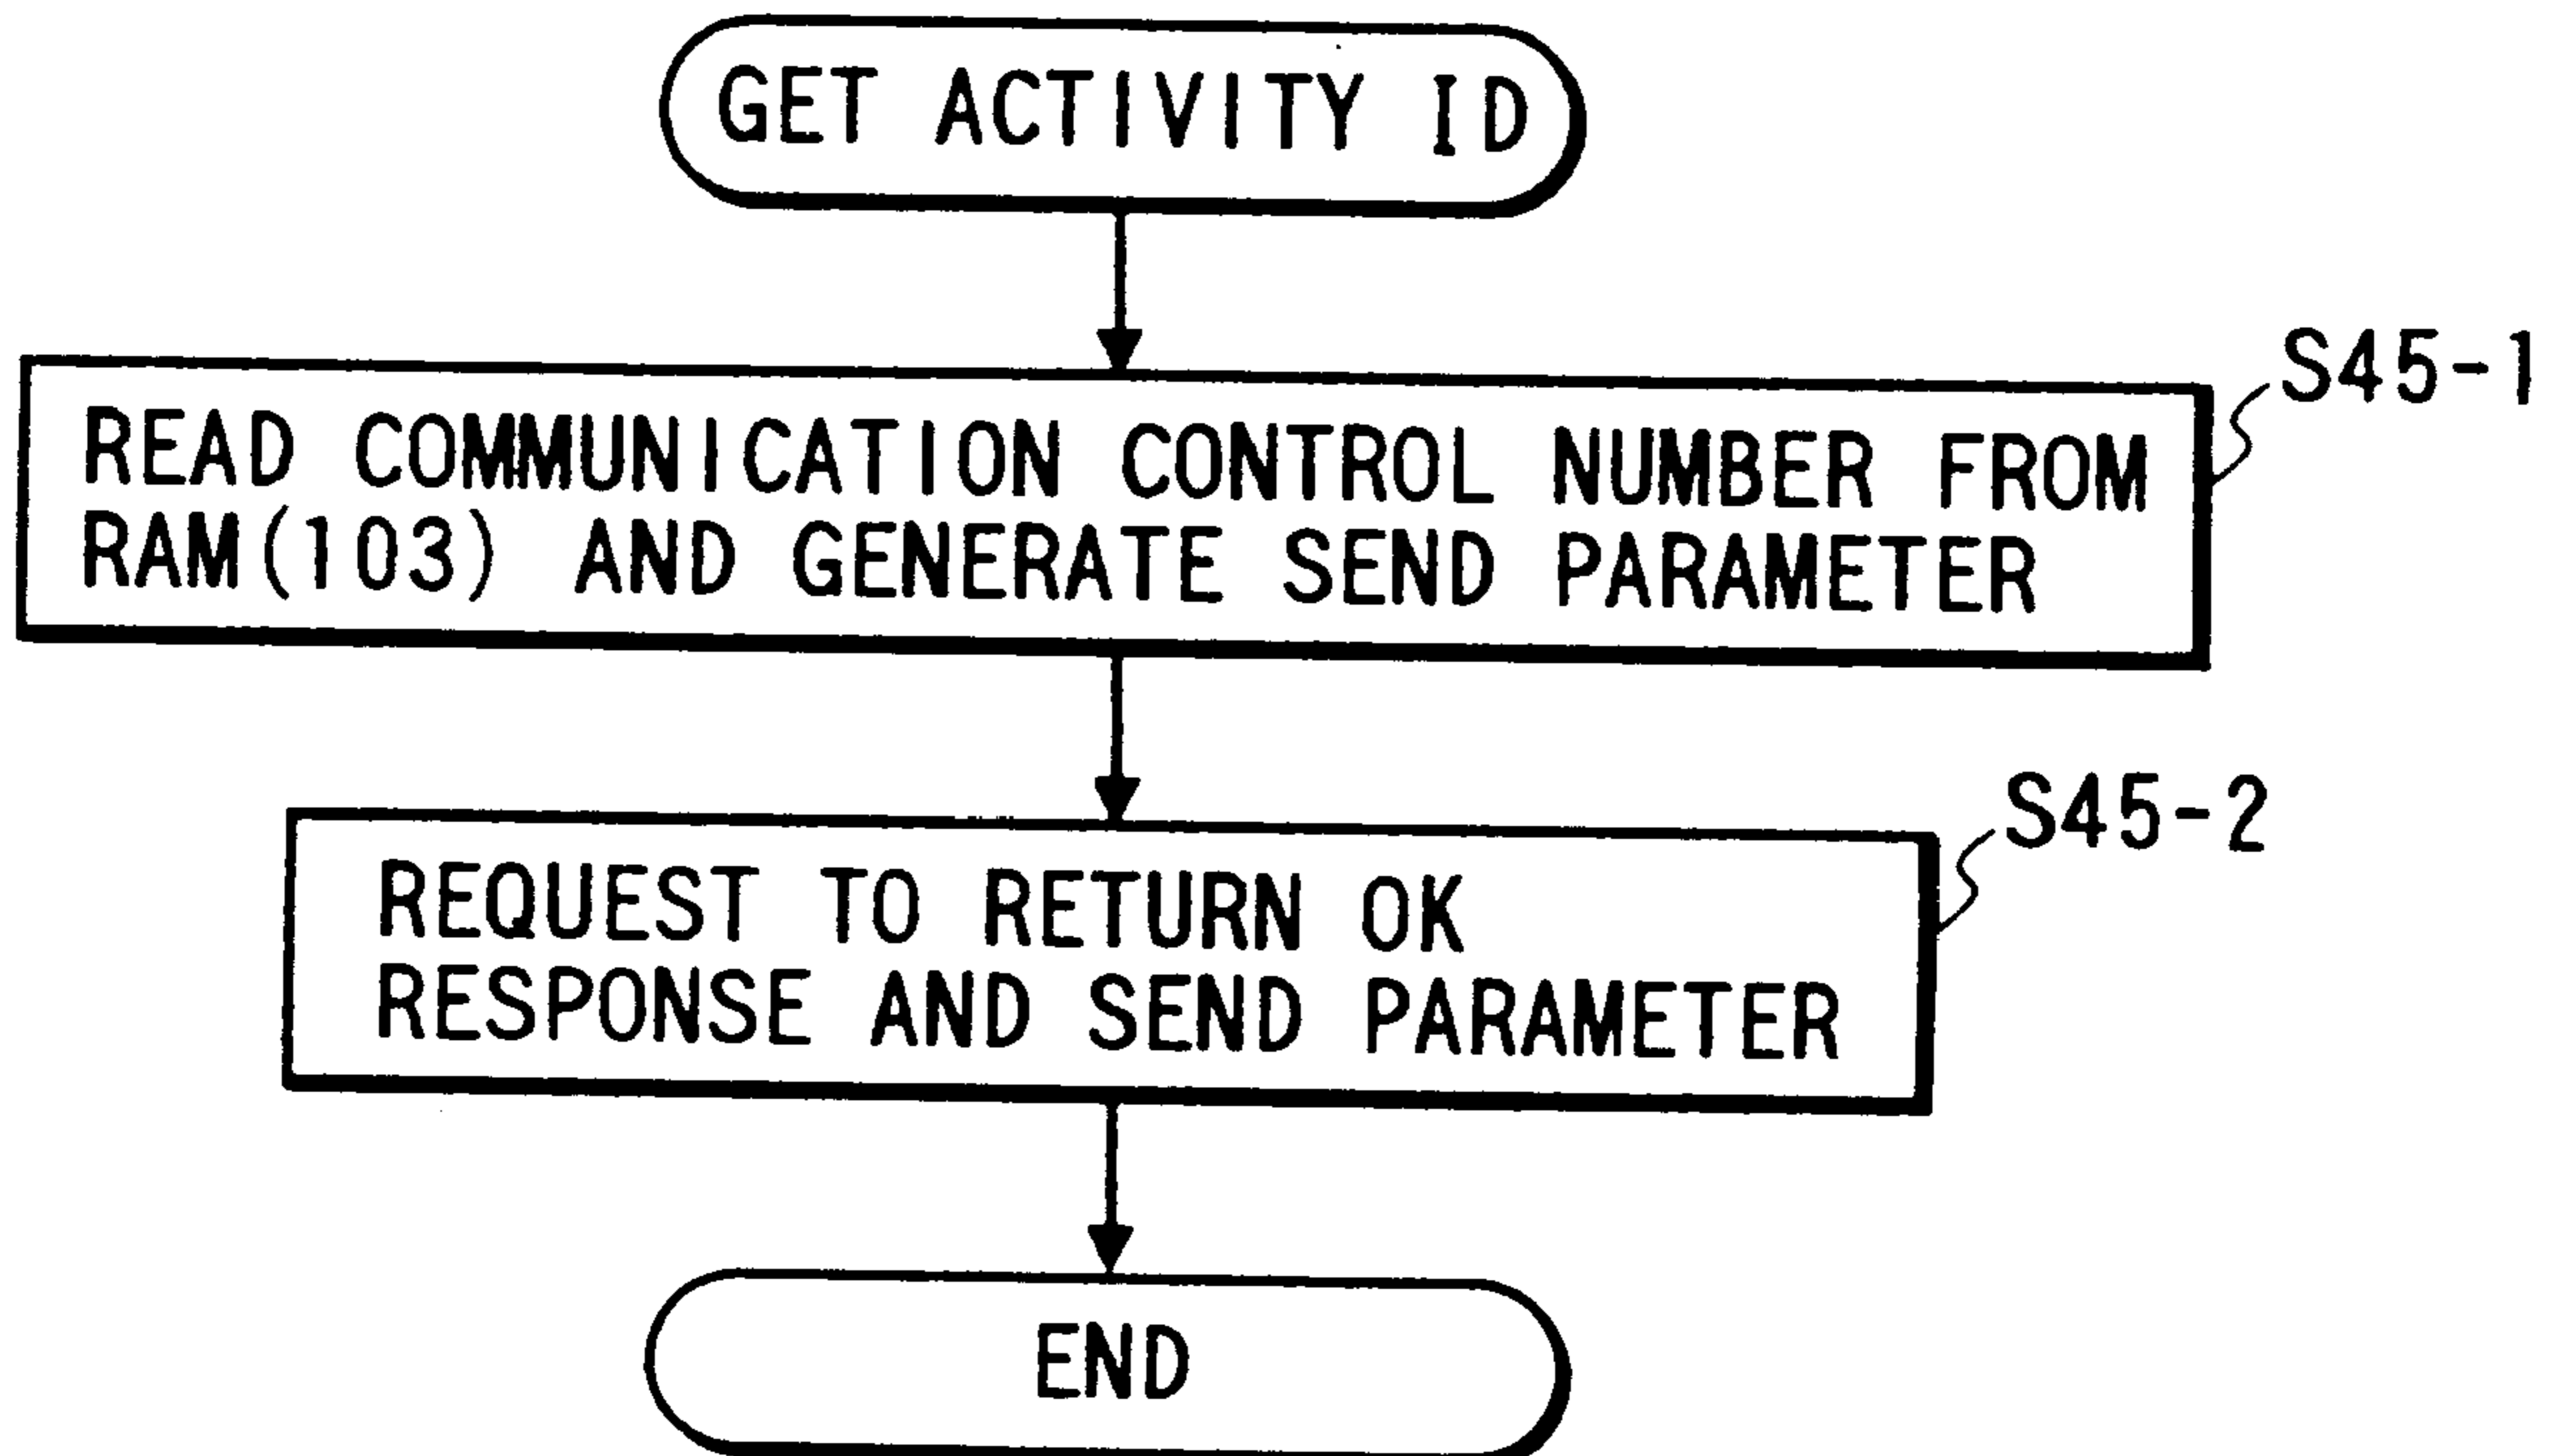 GET ACTIVITY ID
S45-1
READ COMMUNICATION CONTROL NUMBER FROM
RAM(103) AND GENERATE SEND PARAMETER
S45-2
REQUEST TO RETURN OK
RESPONSE AND SEND PARAMETER
END